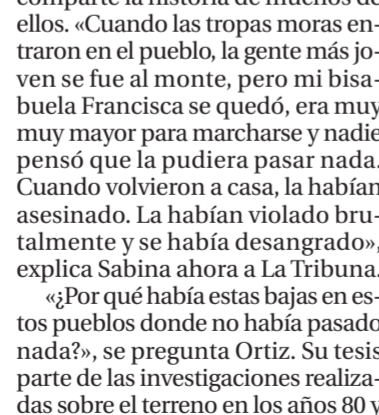 comparte la historia de muchos de
ellos. «Cuando las tropas moras en-
traron en el pueblo, la gente más jo-
ven se fue al monte, pero mi bisa-
buela Francisca se quedó, era muy
muy mayor para marcharse y nadie
pensó que la pudiera pasar nada.
Cuando volvieron a casa, la habían
asesinado. La habían violado bru-
talmente y se había desangrado»,
explica Sabina ahora a La Tribuna.
«¿Por qué había estas bajas en es-
tos pueblos donde no había pasado
nada?», se pregunta Ortiz. Su tesis
parte de las investigaciones realiza-
das sobre el terreno en los años 80 y